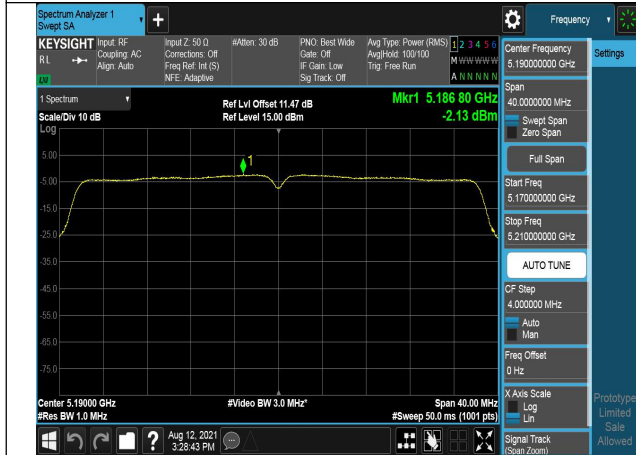 Spectrum Analyzer 1
Swept SA
Frequency
KEYSIGHT
RL
Input: RF
Coupling: AC
Align: Auto
Input Z: 50 Ω
Corrections: Off
Freq Ref: Int (S)
NFE: Adaptive
#Atten: 30 dB
PNO: Best Wide
Gate: Off
IF Gain: Low
Sig Track: Off
Avg Type: Power (RMS)
Avg|Hold: 100/100
Trig: Free Run
1 2 3 4 5 6
M W W W W W
A N N N N N
1 Spectrum
Scale/Div 10 dB
Log
Ref Lvl Offset 11.47 dB
Ref Level 15.00 dBm
Mkr1 5.186 80 GHz
-2.13 dBm
5.00
-5.00
-15.0
-25.0
-35.0
-45.0
-55.0
-65.0
-75.0
1
Center 5.19000 GHz
#Res BW 1.0 MHz
#Video BW 3.0 MHz*
Span 40.00 MHz
#Sweep 50.0 ms (1001 pts)
Center Frequency
5.190000000 GHz
Span
40.0000000 MHz
Swept Span
Zero Span
Full Span
Start Freq
5.170000000 GHz
Stop Freq
5.210000000 GHz
AUTO TUNE
CF Step
4.000000 MHz
Auto
Man
Freq Offset
0 Hz
X Axis Scale
Log
Lin
Signal Track
(Span Zoom)
Settings
Prototype
Limited
Sale
Allowed
?
Aug 12, 2021
3:28:43 PM